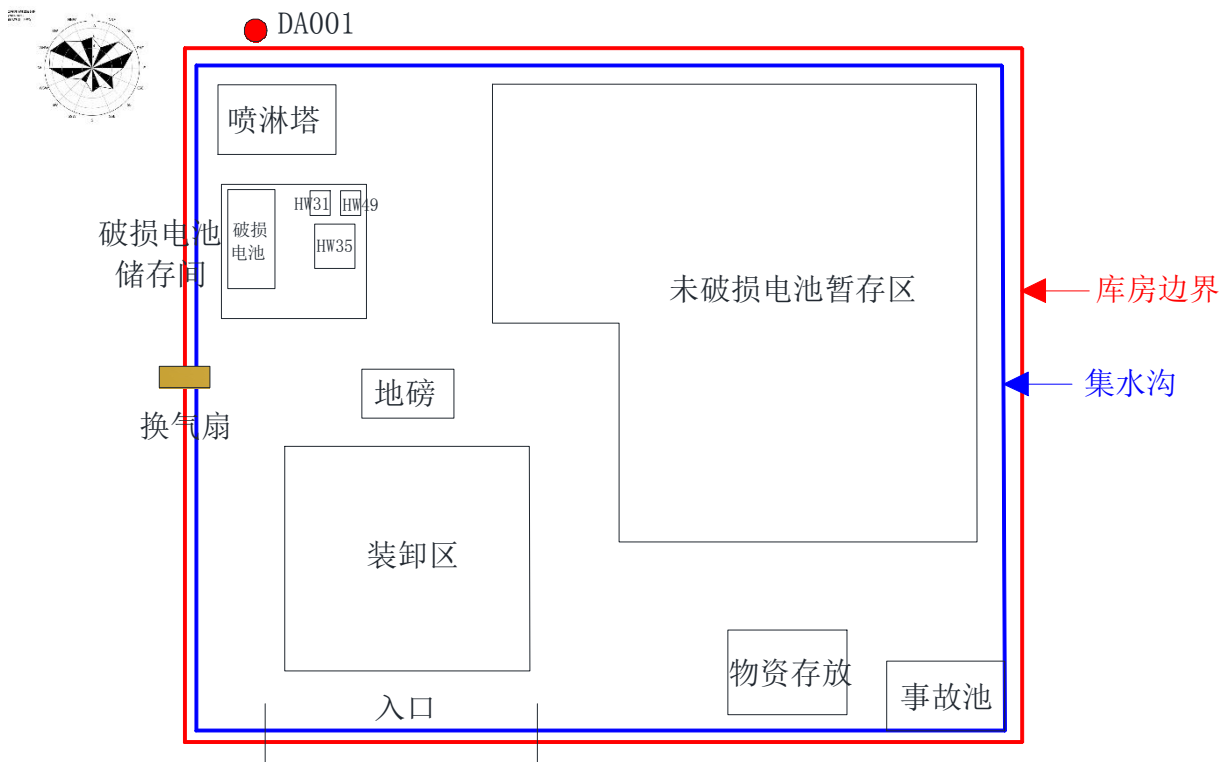 DA001
喷淋塔
HW31
HW49
破损电池
储存间
破损
电池
HW35
未破损电池暂存区
库房边界
集水沟
地磅
换气扇
装卸区
物资存放
事故池
入口